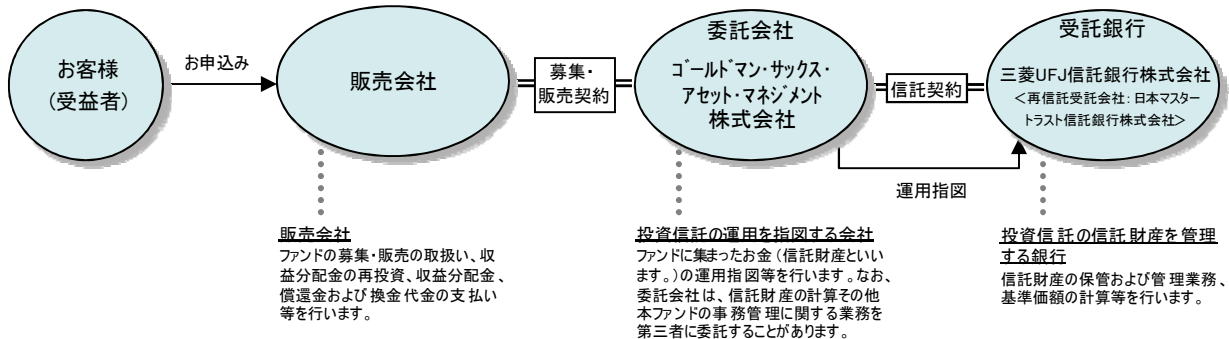 お客様
(受益者)
お申込み
販売会社
募集・
販売契約
委託会社
ゴールドマン・サックス・
アセット・マネジメント
株式会社
信託契約
受託銀行
三菱UFJ信託銀行株式会社
<再信託受託会社:日本マスター
トラスト信託銀行株式会社>
運用指図
販売会社
ファンドの募集・販売の取扱い、収
益分配金の再投資、収益分配金、
償還金および換金代金の支払い
等を行います。
投資信託の運用を指図する会社
ファンドに集まったお金(信託財産といい
ます。)の運用指図等を行います。なお、
委託会社は、信託財産の計算その他
本ファンドの事務管理に関する業務を
第三者に委託することがあります。
投資信託の信託財産を管理
する銀行
信託財産の保管および管理業務、
基準価額の計算等を行います。